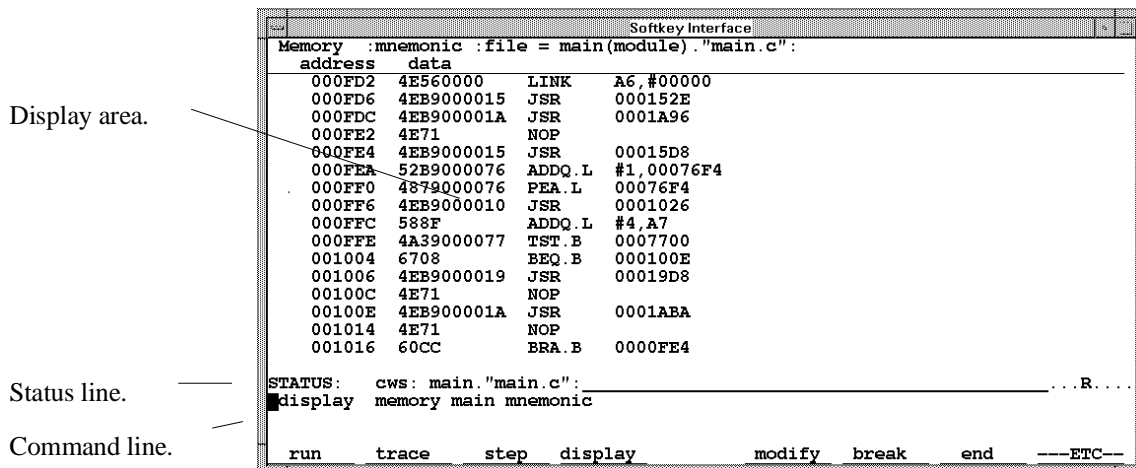 Softkey Interface
Memory :mnemonic :file = main(module)."main.c":
address data
000FD2 4E560000 LINK A6,#00000
000FD6 4EB9000015 JSR 000152E
000FDC 4EB900001A JSR 0001A96
000FE2 4E71 NOP
000FE4 4EB9000015 JSR 00015D8
000FEA 52B9000076 ADDQ.L #1,00076F4
000FF0 4879000076 PEA.L 00076F4
000FF6 4EB9000010 JSR 0001026
000FFC 588F ADDQ.L #4,A7
000FFE 4A39000077 TST.B 0007700
001004 6708 BEQ.B 000100E
001006 4EB9000019 JSR 00019D8
00100C 4E71 NOP
00100E 4EB900001A JSR 0001ABA
001014 4E71 NOP
001016 60CC BRA.B 0000FE4
Display area.
STATUS: cws: main."main.c":...R....
Status line.
display memory main mnemonic
Command line.
run trace step display modify break end ---ETC--